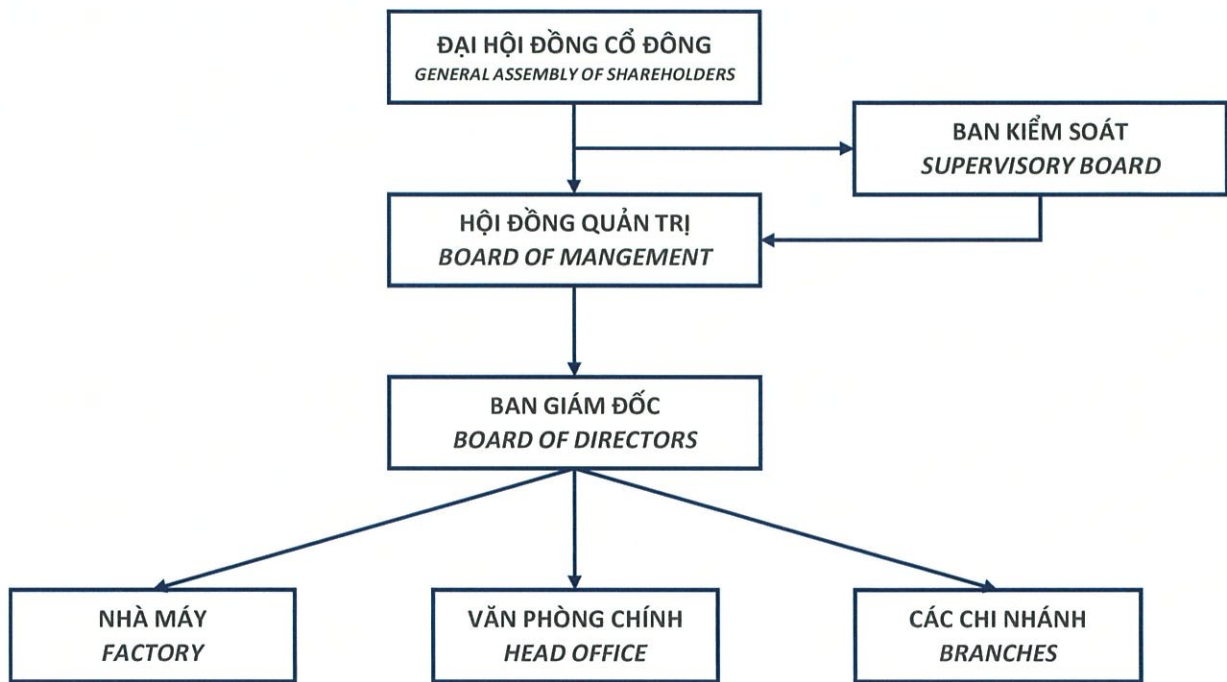 ĐẠI HỘI ĐỒNG CỔ ĐÔNG
GENERAL ASSEMBLY OF SHAREHOLDERS
BAN KIỂM SOÁT
SUPERVISORY BOARD
HỘI ĐỒNG QUẢN TRỊ
BOARD OF MANGEMENT
BAN GIÁM ĐỐC
BOARD OF DIRECTORS
NHÀ MÁY
FACTORY
VĂN PHÒNG CHÍNH
HEAD OFFICE
CÁC CHI NHÁNH
BRANCHES